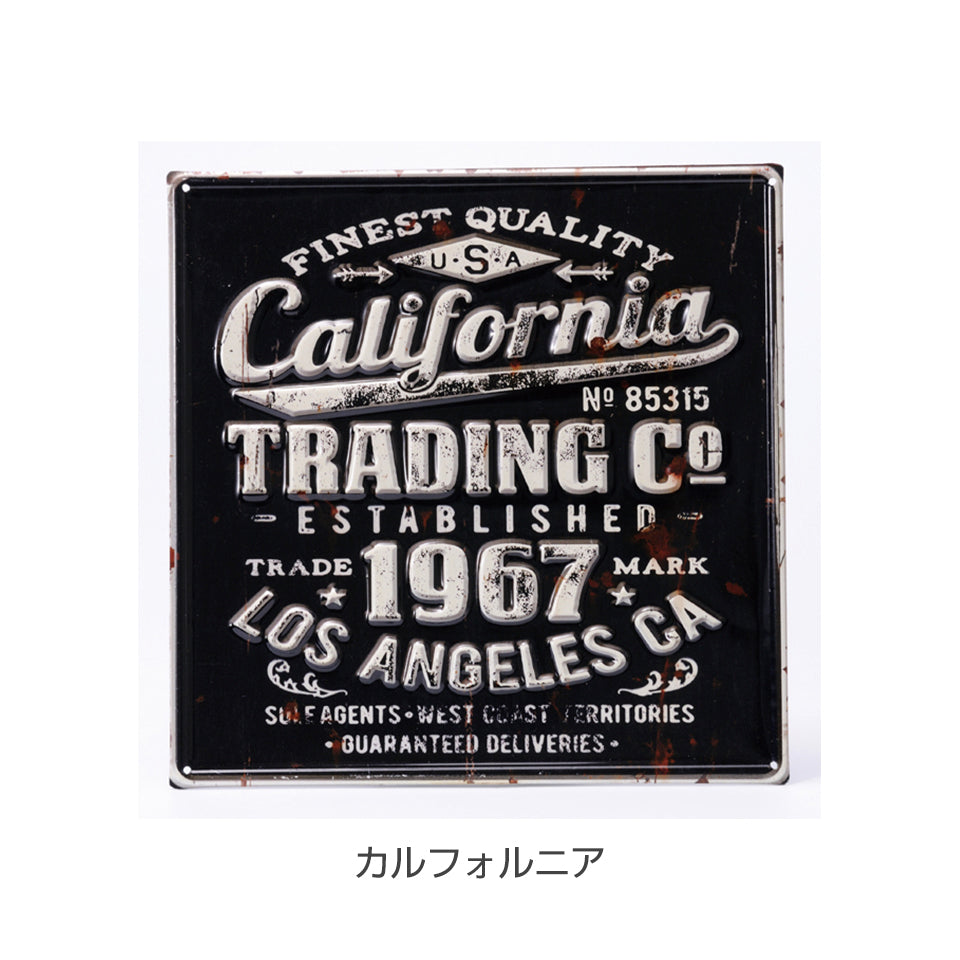 FINEST QUALITY
U·S·A
California
Nº 85315
TRADING Cº
- ESTABLISHED -
TRADE 1967 MARK
LOS ANGELES CA
SOLE AGENTS • WEST COAST TERRITORIES
• GUARANTEED DELIVERIES •
カルフォルニア